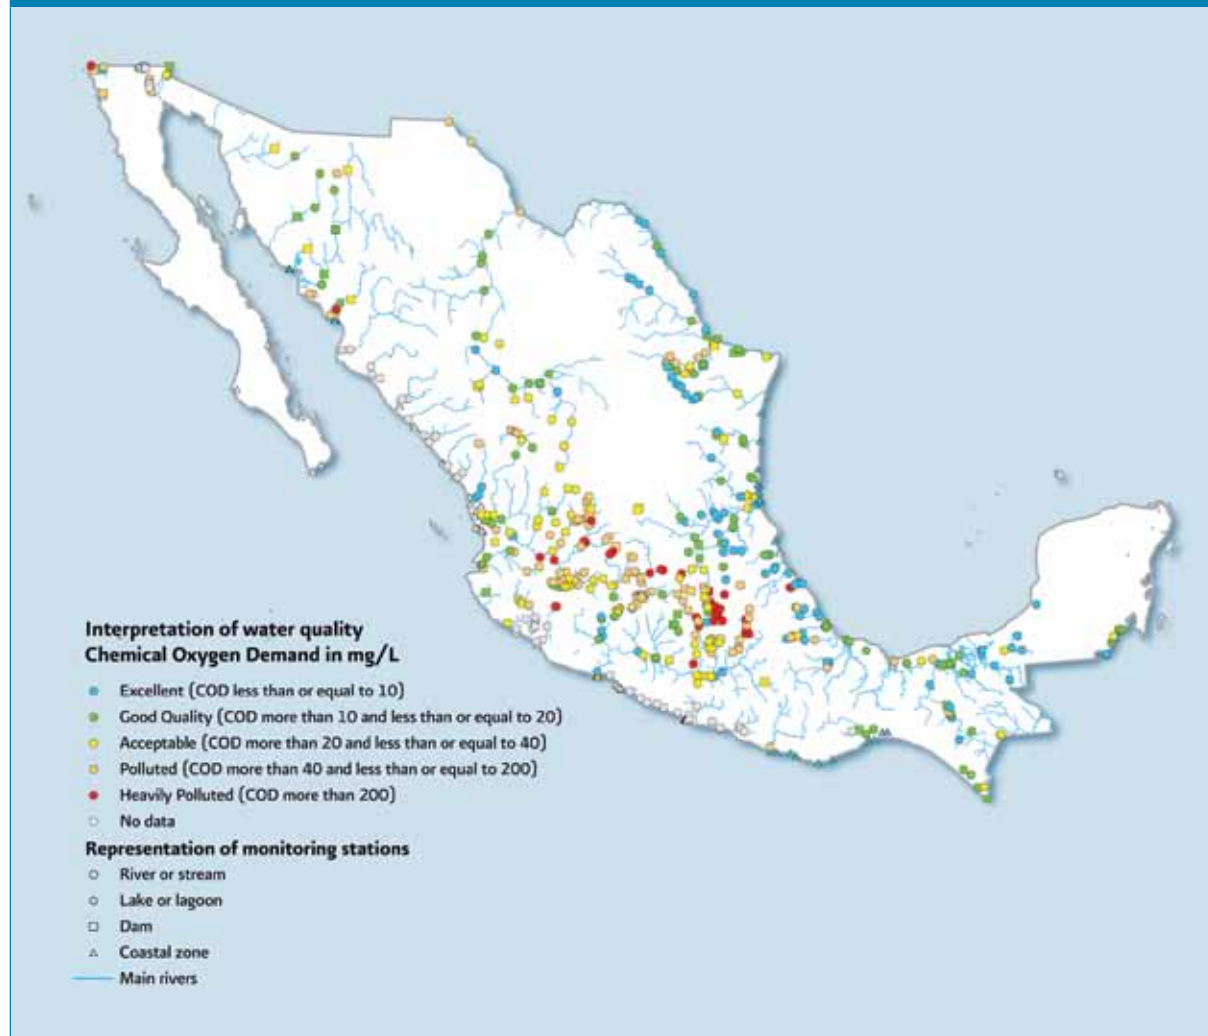 Interpretation of water quality
Chemical Oxygen Demand in mg/L
Excellent (COD less than or equal to 10)
Good Quality (COD more than 10 and less than or equal to 20)
Acceptable (COD more than 20 and less than or equal to 40)
Polluted (COD more than 40 and less than or equal to 200)
Heavily Polluted (COD more than 200)
No data
Representation of monitoring stations
River or stream
Lake or lagoon
Dam
Coastal zone
Main rivers